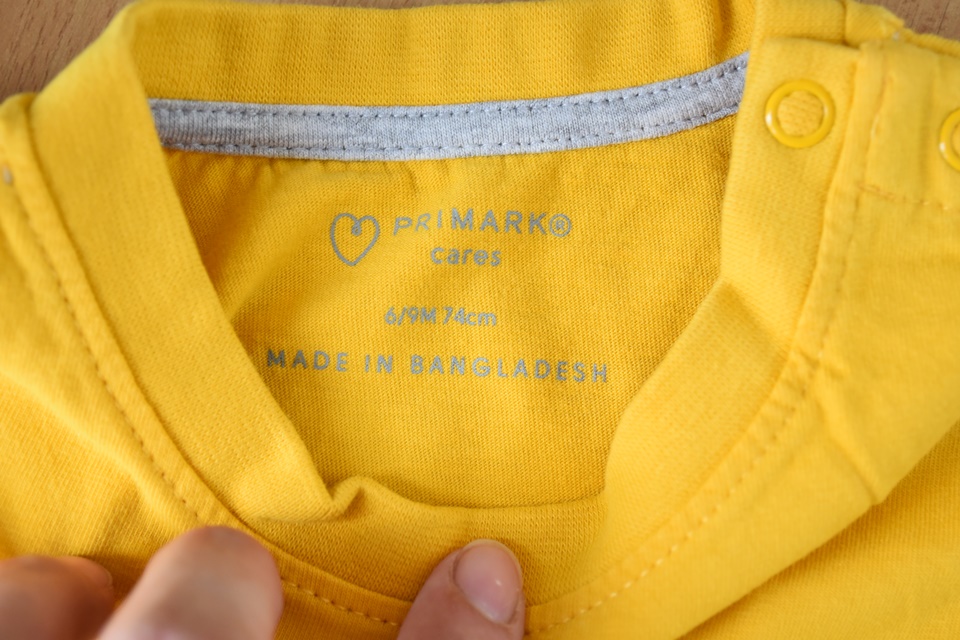 PRIMARK®
cares
6/9M 74cm
MADE IN BANGLADESH